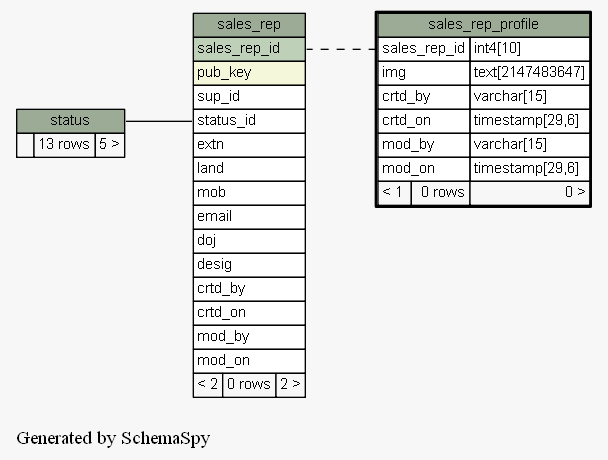 sales_rep
sales_rep_id
pub_key
sup_id
status_id
extn
land
mob
email
doj
desig
crtd_by
crtd_on
mod_by
mod_on
< 2 0 rows 2 >
sales_rep_profile
sales_rep_id int4[10]
img text[2147483647]
crtd_by varchar[15]
crtd_on timestamp[29,6]
mod_by varchar[15]
mod_on timestamp[29,6]
< 1 0 rows 0 >
status
13 rows 5 >
Generated by SchemaSpy